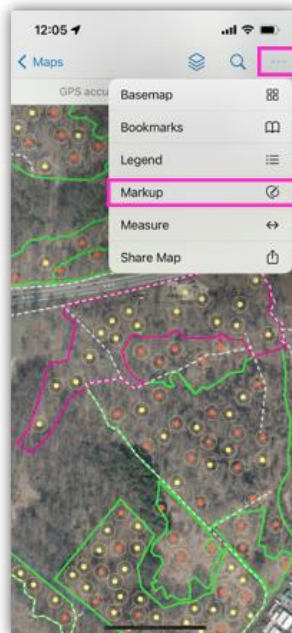 12:05
Maps
GPS accu
Basemap
Bookmarks
Legend
Markup
Measure
Share Map